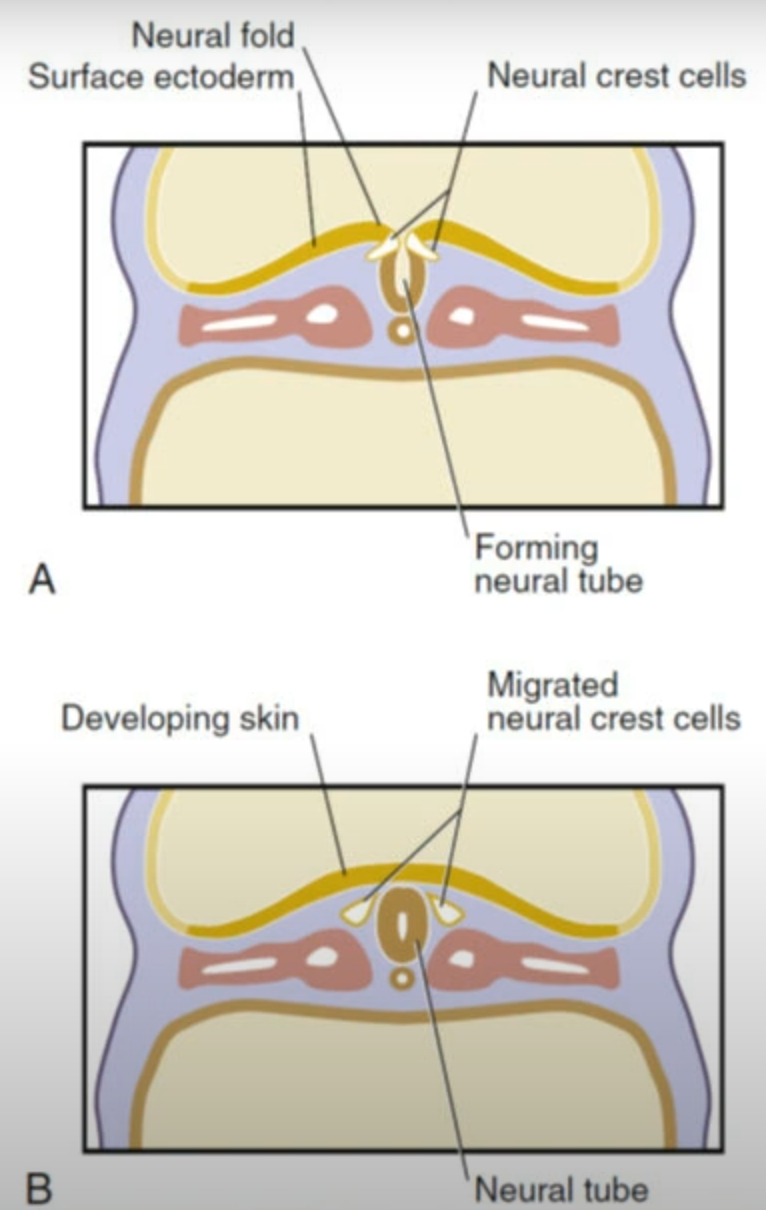 Neural fold
Surface ectoderm
Neural crest cells
Forming
neural tube
A
Developing skin
Migrated
neural crest cells
Neural tube
B